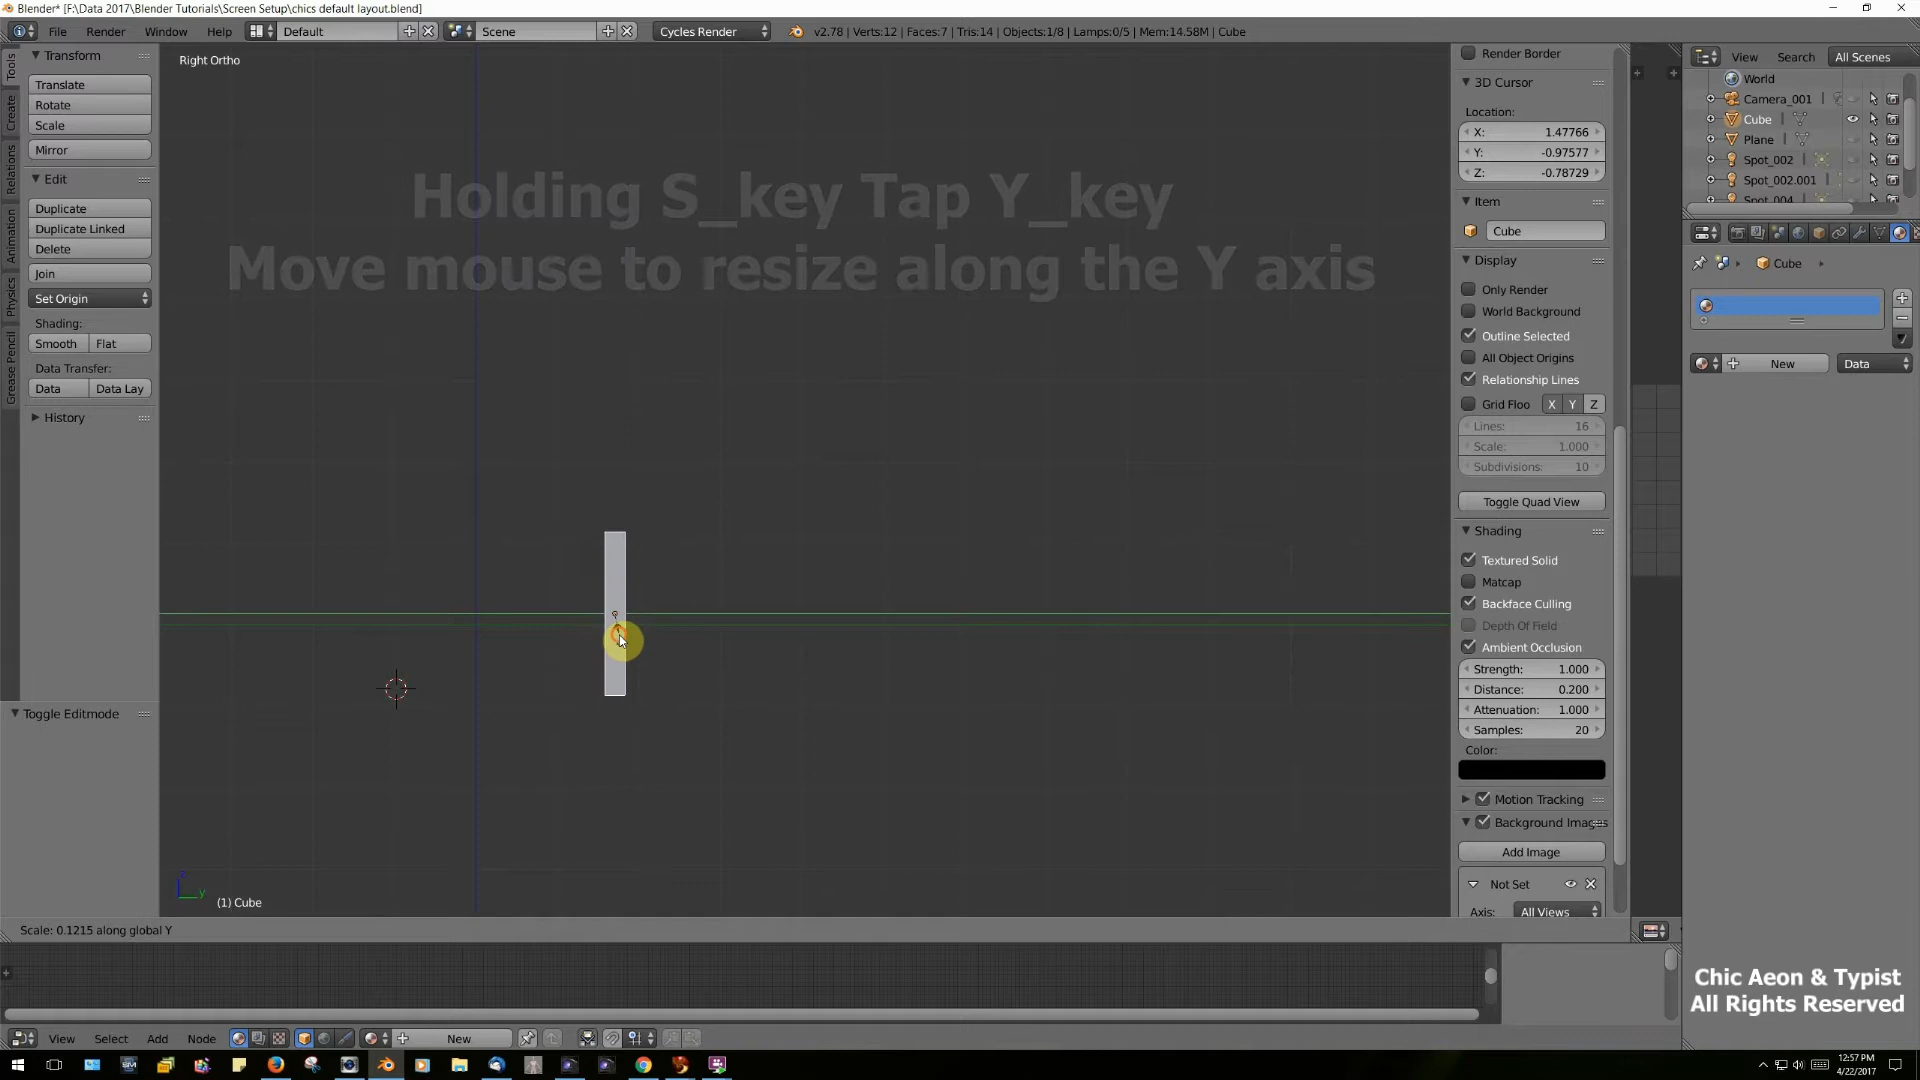 Blender* [F:\Data 2017\Blender Tutorials\Screen Setup\chics default layout.blend]
File Render Window Help Default Scene Cycles Render v2.78 | Verts:12 | Faces:7 | Tris:14 | Objects:1/8 | Lamps:0/5 | Mem:14.58M | Cube
Tools
Create
Relations
Animation
Physics
Grease Pencil
Transform
Translate
Rotate
Scale
Mirror
Edit
Duplicate
Duplicate Linked
Delete
Join
Set Origin
Shading:
Smooth Flat
Data Transfer:
Data Data Lay
History
Toggle Editmode
Right Ortho
Holding S_key Tap Y_key
Move mouse to resize along the Y axis
z
y
(1) Cube
Scale: 0.1215 along global Y
Render Border
3D Cursor
Location:
X: 1.47766
Y: -0.97577
Z: -0.78729
Item
Cube
Display
Only Render
World Background
Outline Selected
All Object Origins
Relationship Lines
Grid Floo X Y Z
Lines: 16
Scale: 1.000
Subdivisions: 10
Toggle Quad View
Shading
Textured Solid
Matcap
Backface Culling
Depth Of Field
Ambient Occlusion
Strength: 1.000
Distance: 0.200
Attenuation: 1.000
Samples: 20
Color:
Motion Tracking
Background Images
Add Image
Not Set
Axis: All Views
View Search All Scenes
World
Camera_001
Cube
Plane
Spot_002
Spot_002.001
Spot_004
Cube
New Data
Chic Aeon & Typist
All Rights Reserved
View Select Add Node New
12:57 PM
4/22/2017